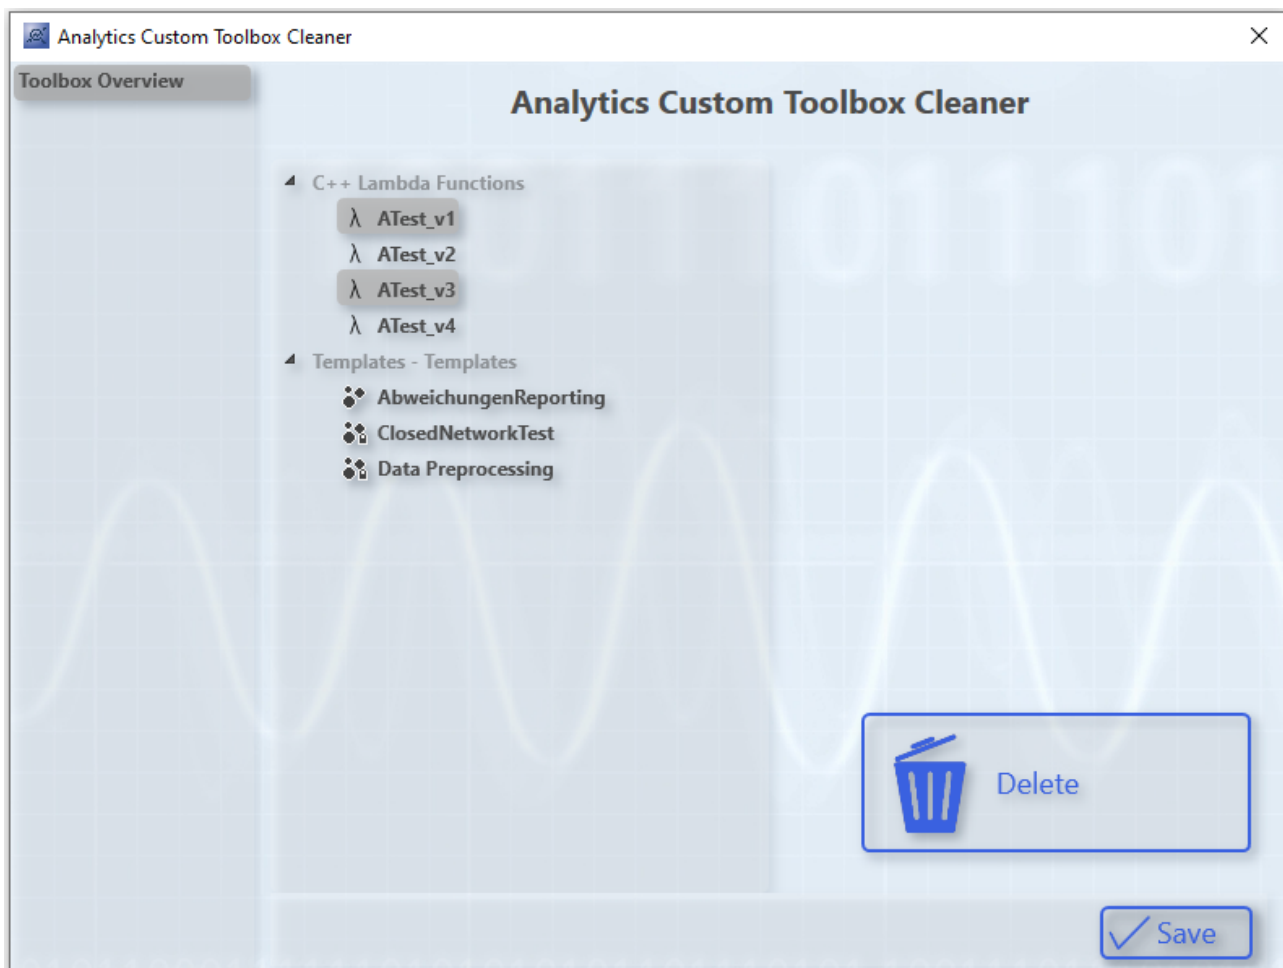 Analytics Custom Toolbox Cleaner
Toolbox Overview
Analytics Custom Toolbox Cleaner
C++ Lambda Functions
λ ATest_v1
λ ATest_v2
λ ATest_v3
λ ATest_v4
Templates - Templates
AbweichungenReporting
ClosedNetworkTest
Data Preprocessing
Delete
Save